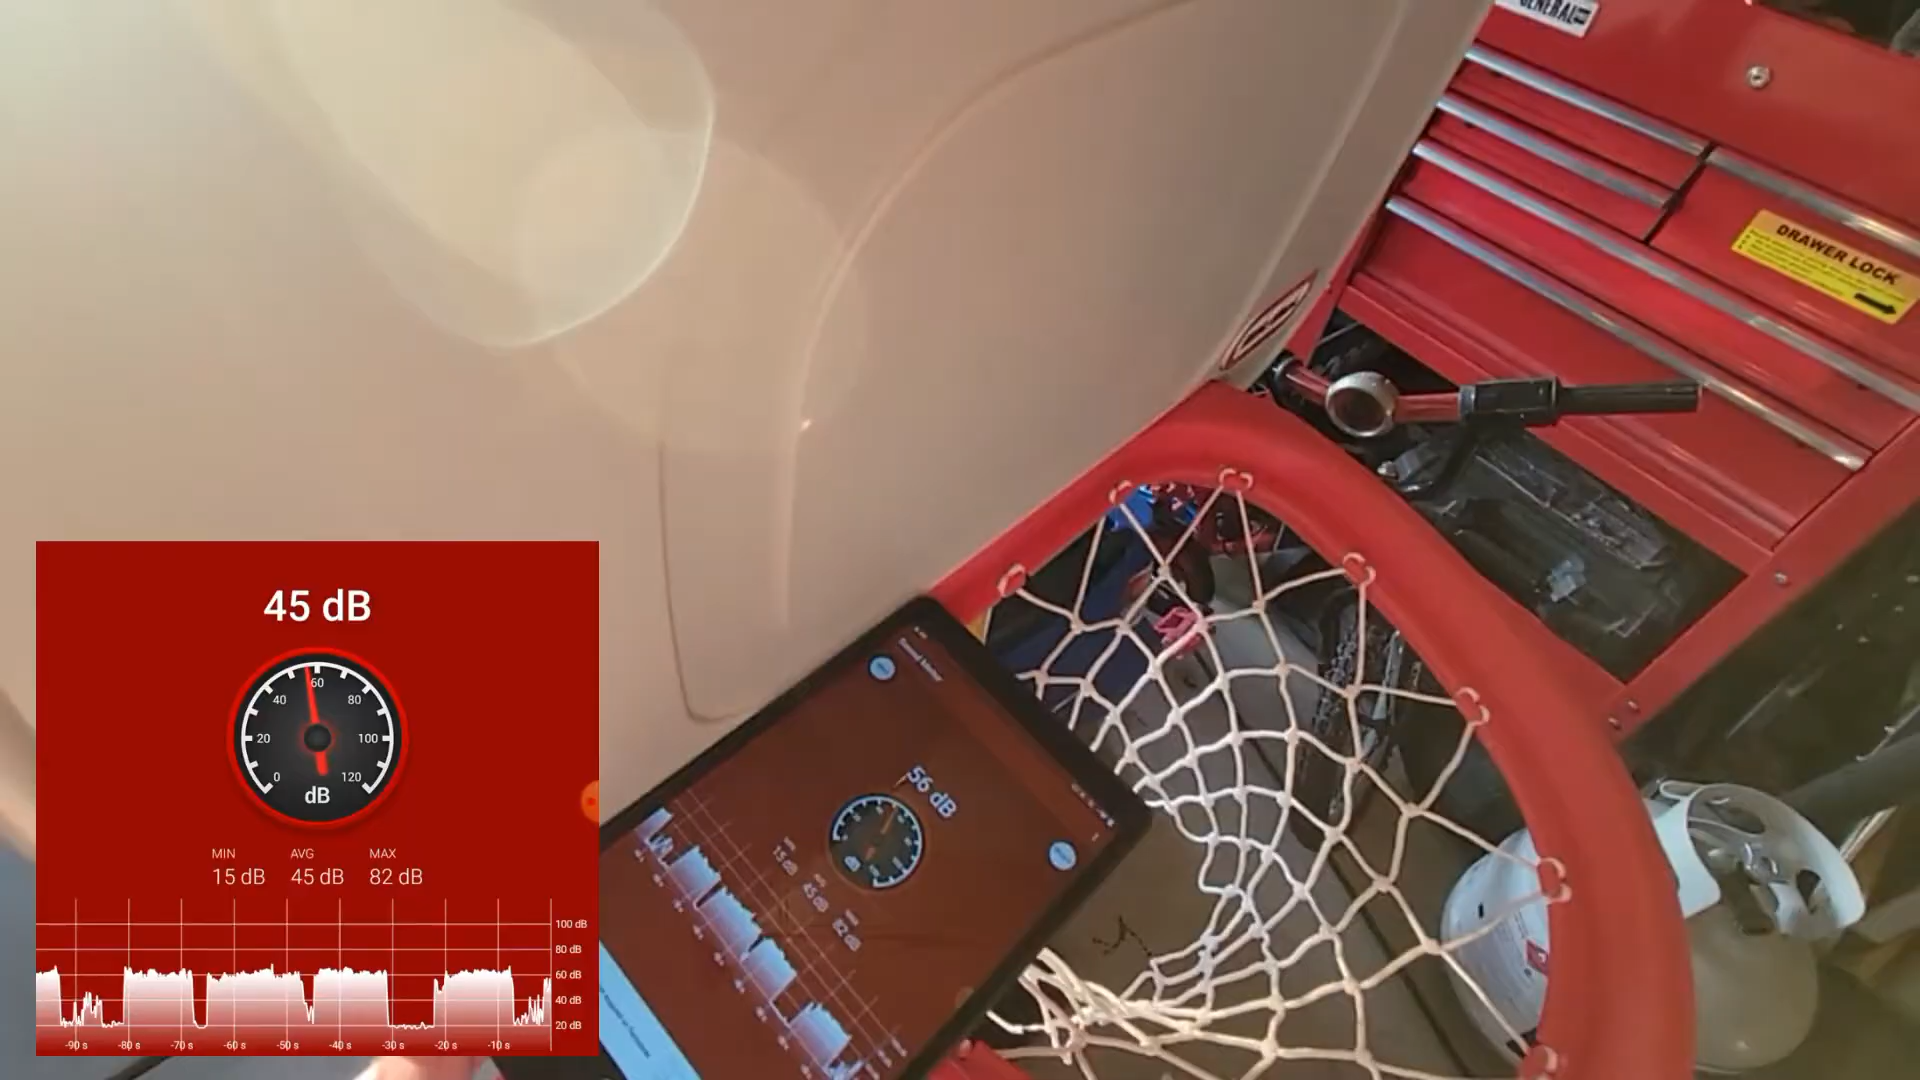 GENERAL
DRAWER LOCK
45 dB
60
40
80
20
100
0
120
dB
MIN
AVG
MAX
15 dB
45 dB
82 dB
100 dB
80 dB
60 dB
40 dB
20 dB
-90 s
-80 s
-70 s
-60 s
-50 s
-40 s
-30 s
-20 s
-10 s
Sound Meter
56 dB
15 dB
45 dB
82 dB